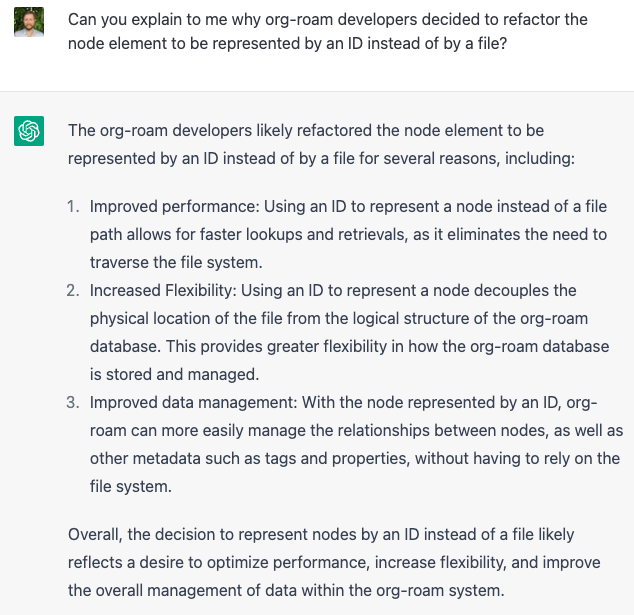 Can you explain to me why org-roam developers decided to refactor the
node element to be represented by an ID instead of by a file?
The org-roam developers likely refactored the node element to be
represented by an ID instead of by a file for several reasons, including:
1. Improved performance: Using an ID to represent a node instead of a file
path allows for faster lookups and retrievals, as it eliminates the need to
traverse the file system.
2. Increased Flexibility: Using an ID to represent a node decouples the
physical location of the file from the logical structure of the org-roam
database. This provides greater flexibility in how the org-roam database
is stored and managed.
3. Improved data management: With the node represented by an ID, org-
roam can more easily manage the relationships between nodes, as well as
other metadata such as tags and properties, without having to rely on the
file system.
Overall, the decision to represent nodes by an ID instead of a file likely
reflects a desire to optimize performance, increase flexibility, and improve
the overall management of data within the org-roam system.